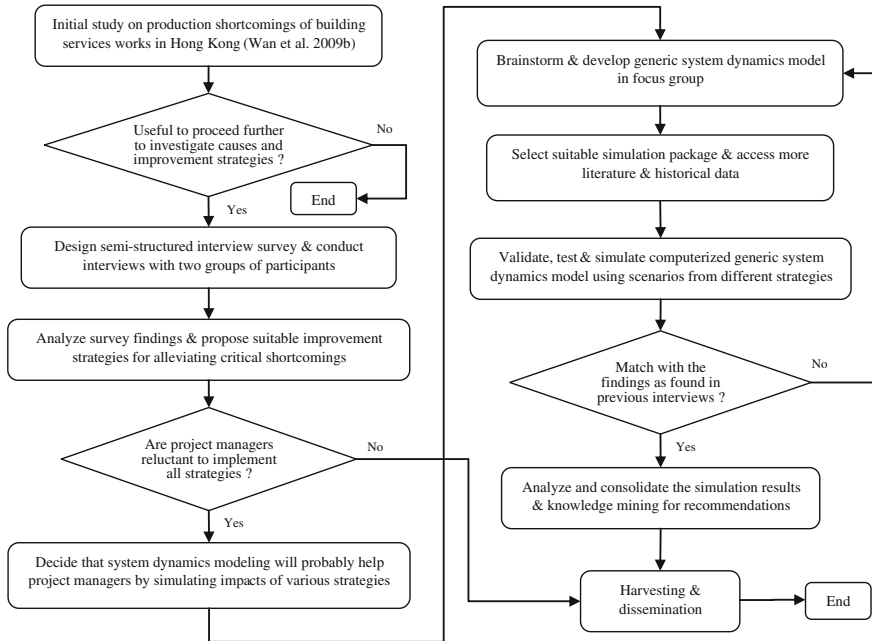 Initial study on production shortcomings of building
services works in Hong Kong (Wan et al. 2009b)
Useful to proceed further
to investigate causes and
improvement strategies ?
No
End
Yes
Design semi-structured interview survey & conduct
interviews with two groups of participants
Analyze survey findings & propose suitable improvement
strategies for alleviating critical shortcomings
Are project managers
reluctant to implement
all strategies ?
No
Yes
Decide that system dynamics modeling will probably help
project managers by simulating impacts of various strategies
Brainstorm & develop generic system dynamics model
in focus group
Select suitable simulation package & access more
literature & historical data
Validate, test & simulate computerized generic system
dynamics model using scenarios from different strategies
Match with the
findings as found in
previous interviews ?
No
Yes
Analyze and consolidate the simulation results
& knowledge mining for recommendations
Harvesting &
dissemination
End